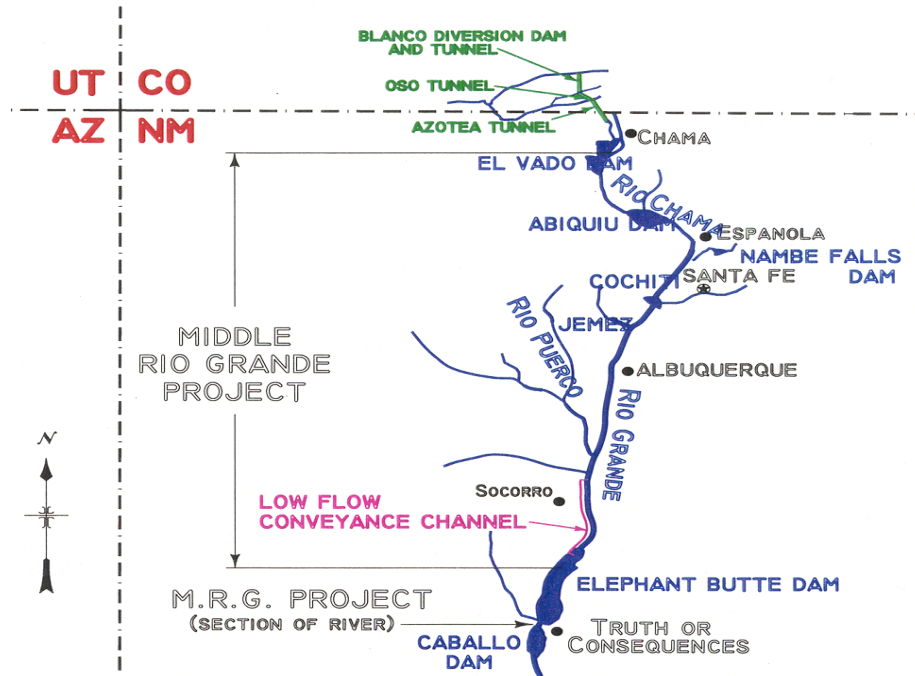 BLANCO DIVERSION DAM
AND TUNNEL
UT CO
OSO TUNNEL
AZ NM
AZOTEA TUNNEL
CHAMA
EL VADO DAM
RIO CHAMA
ABIQUIU DAM
ESPANOLA
NAMBE FALLS
DAM
COCHITI
SANTA FE
RIO PUERCO
JEMEZ
MIDDLE
RIO GRANDE
PROJECT
ALBUQUERQUE
RIO GRANDE
N
SOCORRO
LOW FLOW
CONVEYANCE CHANNEL
ELEPHANT BUTTE DAM
M.R.G. PROJECT
(SECTION OF RIVER)
TRUTH OR
CONSEQUENCES
CABALLO
DAM